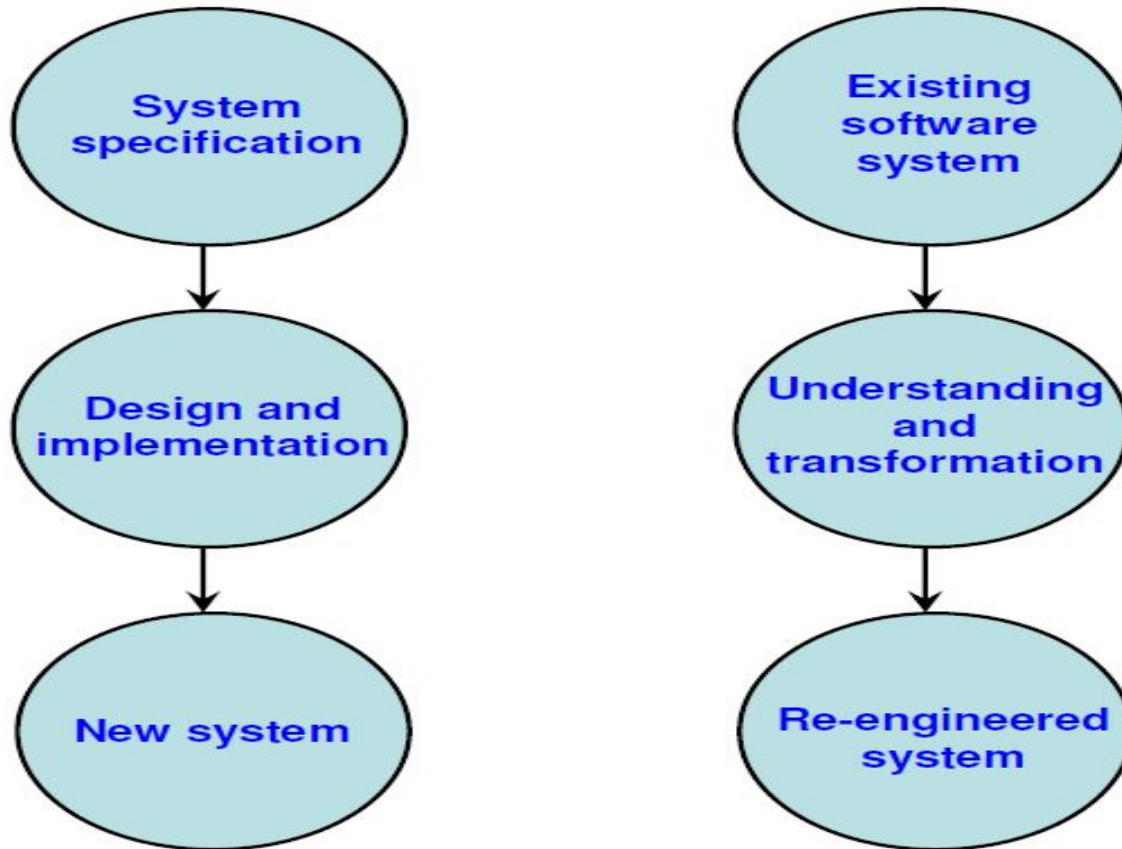 System
specification
Design and
implementation
New system
Existing
software
system
Understanding
and
transformation
Re-engineered
system